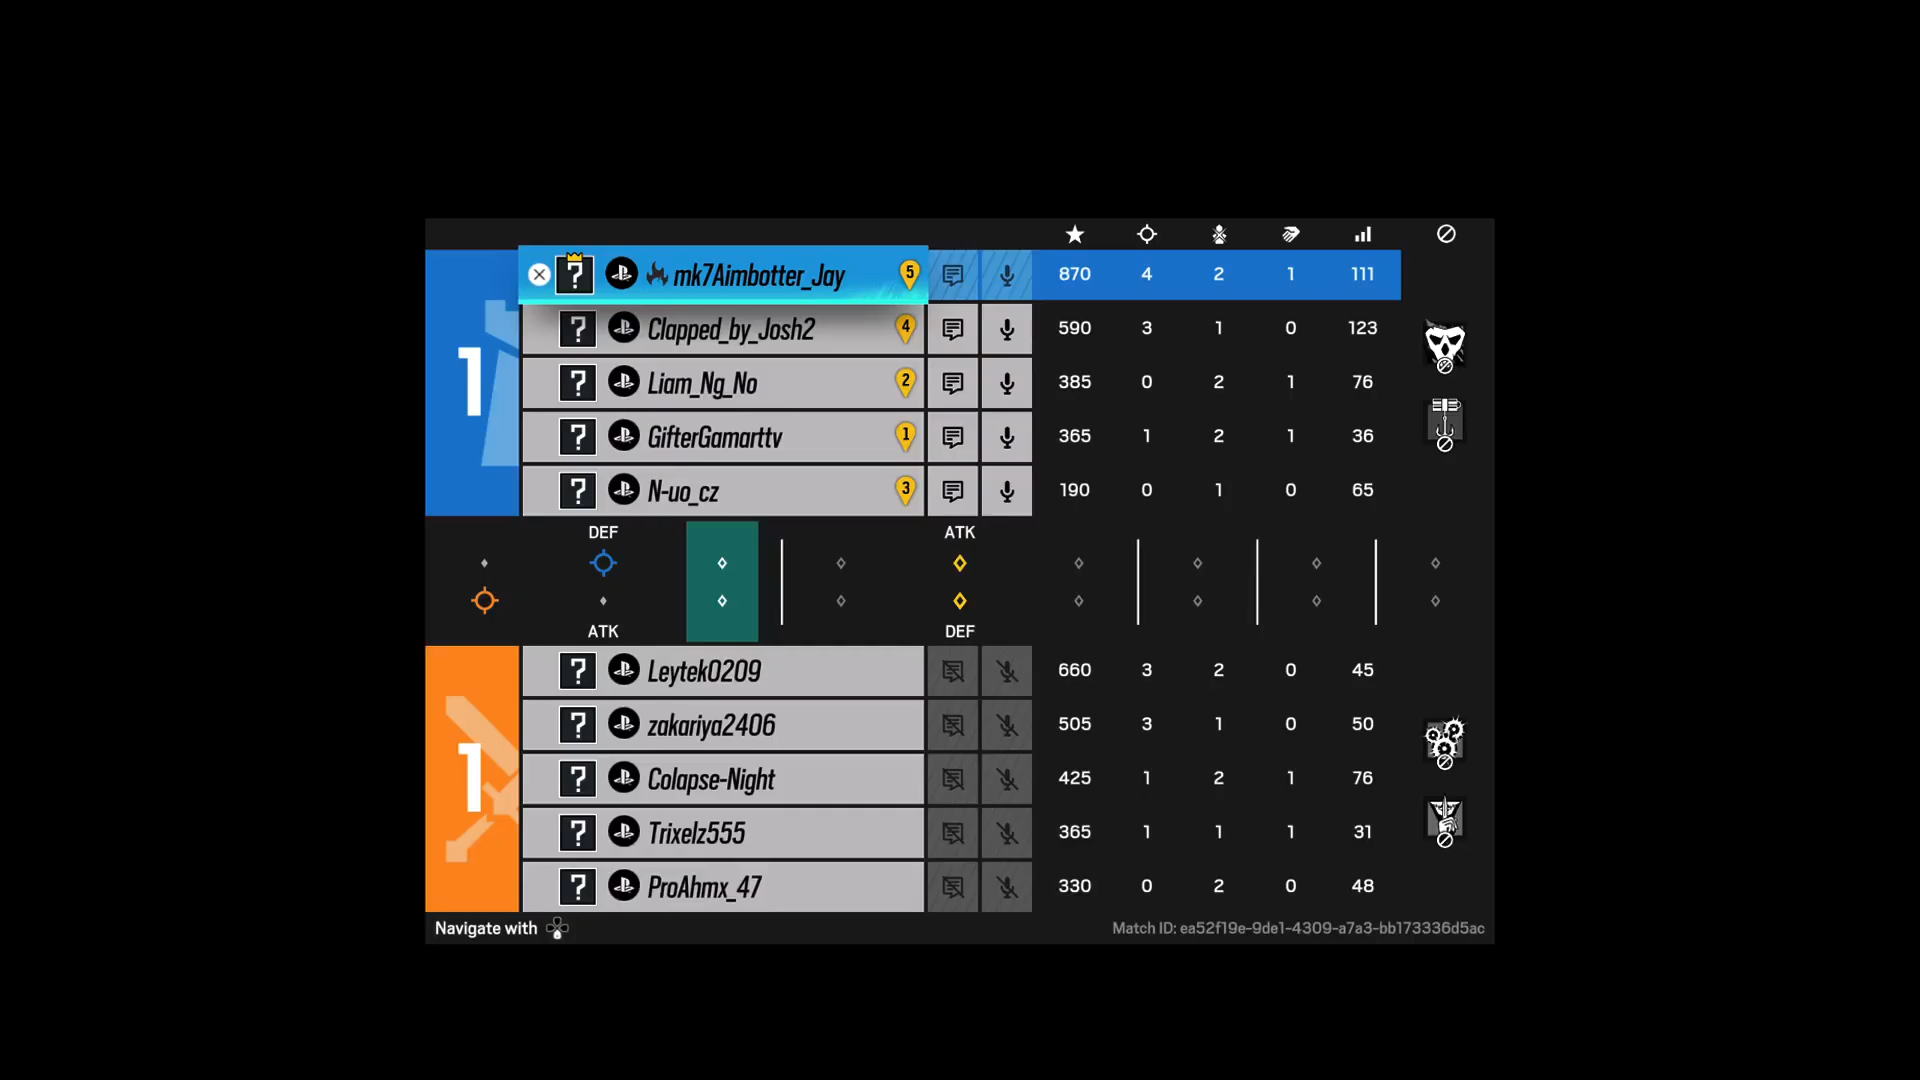 mk7Aimbotter_Jay 5 870 4 2 1 111
Clapped_by_Josh2 4 590 3 1 0 123
Liam_Ng_No 2 385 0 2 1 76
GifterGamarttv 1 365 1 2 1 36
N-uo_cz 3 190 0 1 0 65
1
DEF ATK
ATK DEF
Leytek0209 660 3 2 0 45
zakariya2406 505 3 1 0 50
Colapse-Night 425 1 2 1 76
Trixelz555 365 1 1 1 31
ProAhmx_47 330 0 2 0 48
1
Navigate with
Match ID: ea52f19e-9de1-4309-a7a3-bb173336d5ac